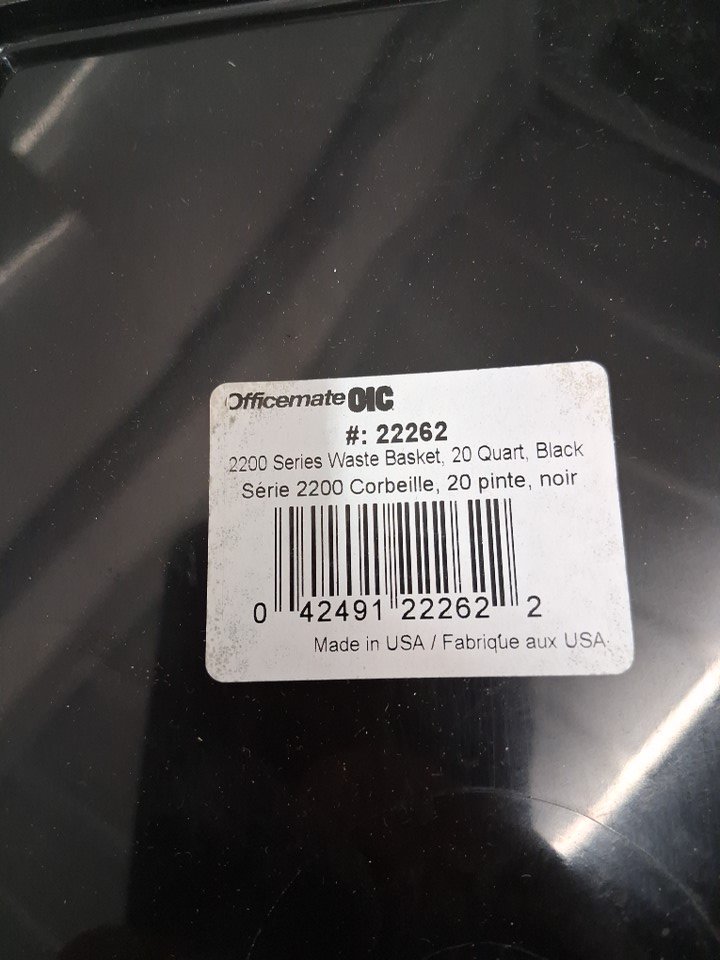 Officemate OIC
#: 22262
2200 Series Waste Basket, 20 Quart, Black
Série 2200 Corbeille, 20 pinte, noir
0 42491 22262 2
Made in USA / Fabrique aux USA